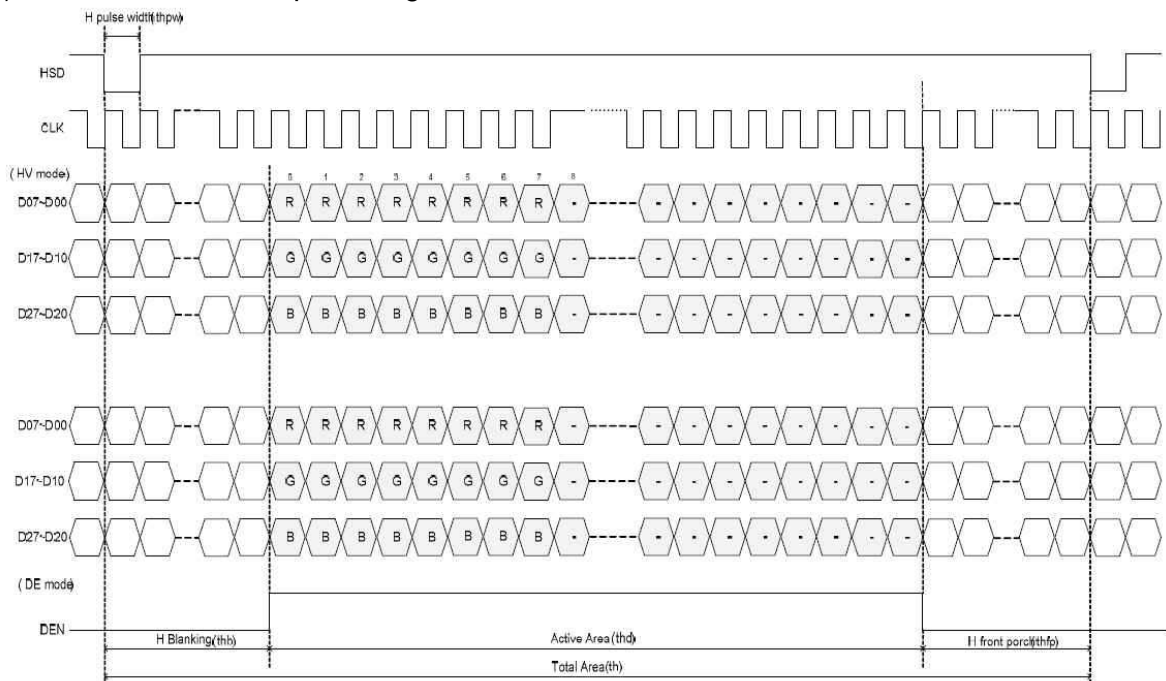 H pulse width(thpw)
HSD
CLK
(HV mode)
0 1 2 3 4 5 6 7 8
D07~D00 R R R R R R R R - - - - - - - - -
D17~D10 G G G G G G G G - - - - - - - - -
D27~D20 B B B B B B B B - - - - - - - - -
D07~D00 R R R R R R R R - - - - - - - - -
D17~D10 G G G G G G G G - - - - - - - - -
D27~D20 B B B B B B B B - - - - - - - - -
(DE mode)
DEN
H Blanking(thb) Active Area(thd) H front porch(thfp)
Total Area(th)